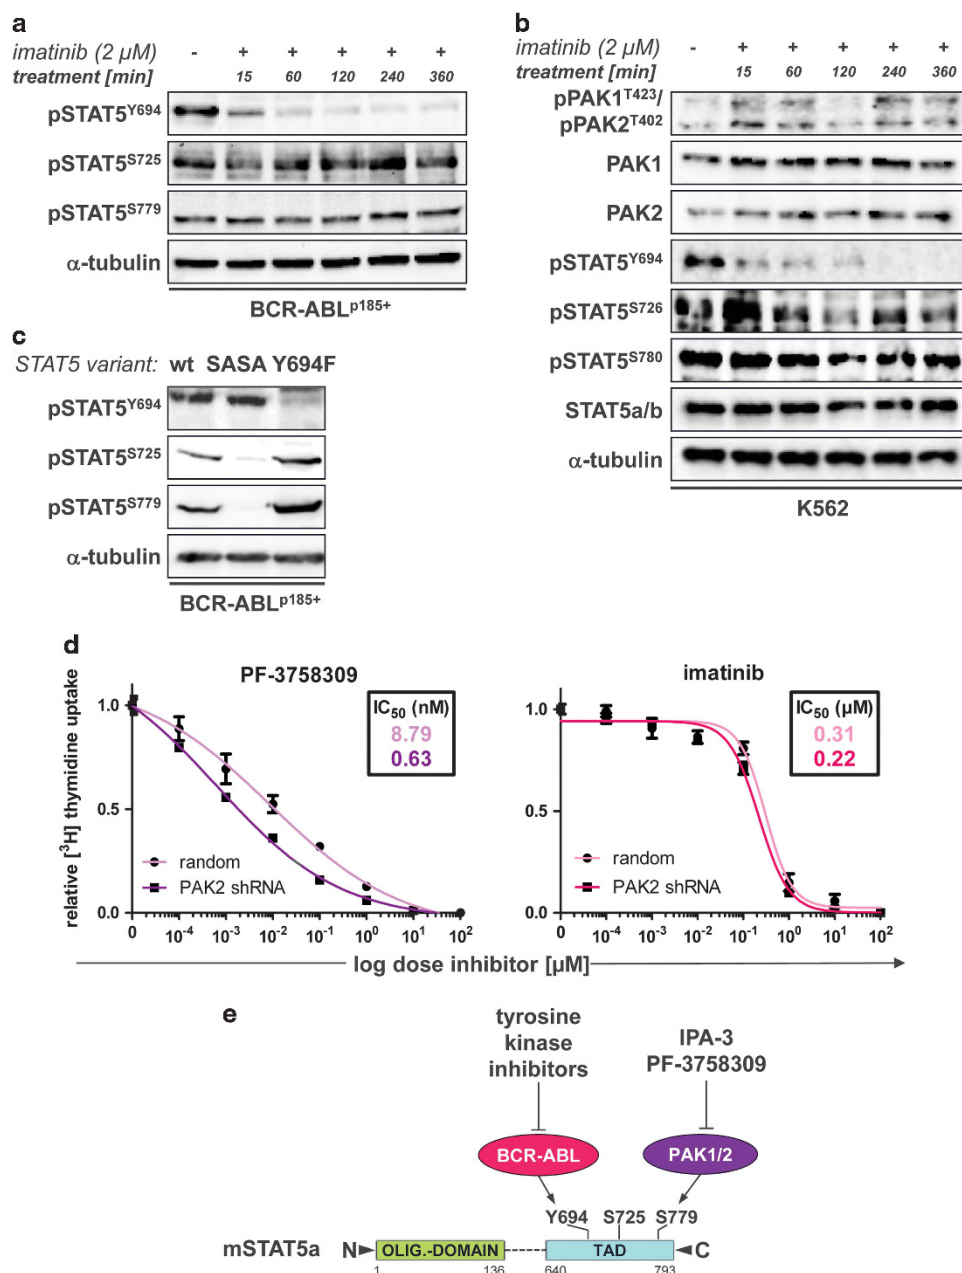 a
imatinib (2 µM) - + + + + +
treatment [min] 15 60 120 240 360
pSTAT5Y694
pSTAT5S725
pSTAT5S779
α-tubulin
BCR-ABLp185+
b
imatinib (2 µM) - + + + + +
treatment [min] 15 60 120 240 360
pPAK1T423/
pPAK2T402
PAK1
PAK2
pSTAT5Y694
pSTAT5S726
pSTAT5S780
STAT5a/b
α-tubulin
K562
c
STAT5 variant: wt SASA Y694F
pSTAT5Y694
pSTAT5S725
pSTAT5S779
α-tubulin
BCR-ABLp185+
d
PF-3758309
relative [3H] thymidine uptake
1.0
0.5
0.0
IC50 (nM)
8.79
0.63
random
PAK2 shRNA
0 10-4 10-3 10-2 10-1 100 101 102
imatinib
1.0
0.5
0.0
IC50 (µM)
0.31
0.22
random
PAK2 shRNA
0 10-4 10-3 10-2 10-1 100 101 102
log dose inhibitor [µM]
e
tyrosine
kinase
inhibitors
IPA-3
PF-3758309
BCR-ABL
PAK1/2
Y694 S725 S779
mSTAT5a N OLIG.-DOMAIN TAD C
1 136 640 793